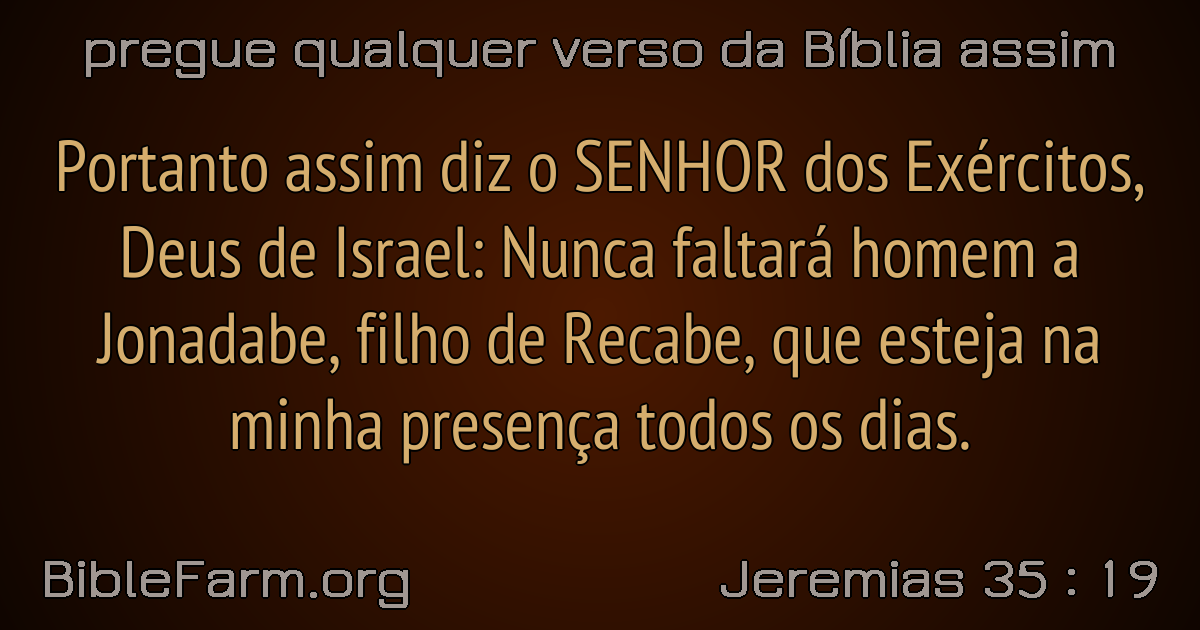 pregue qualquer verso da Bíblia assim
Portanto assim diz o SENHOR dos Exércitos,
Deus de Israel: Nunca faltará homem a
Jonadabe, filho de Recabe, que esteja na
minha presença todos os dias.
BibleFarm.org
Jeremias 35 : 19